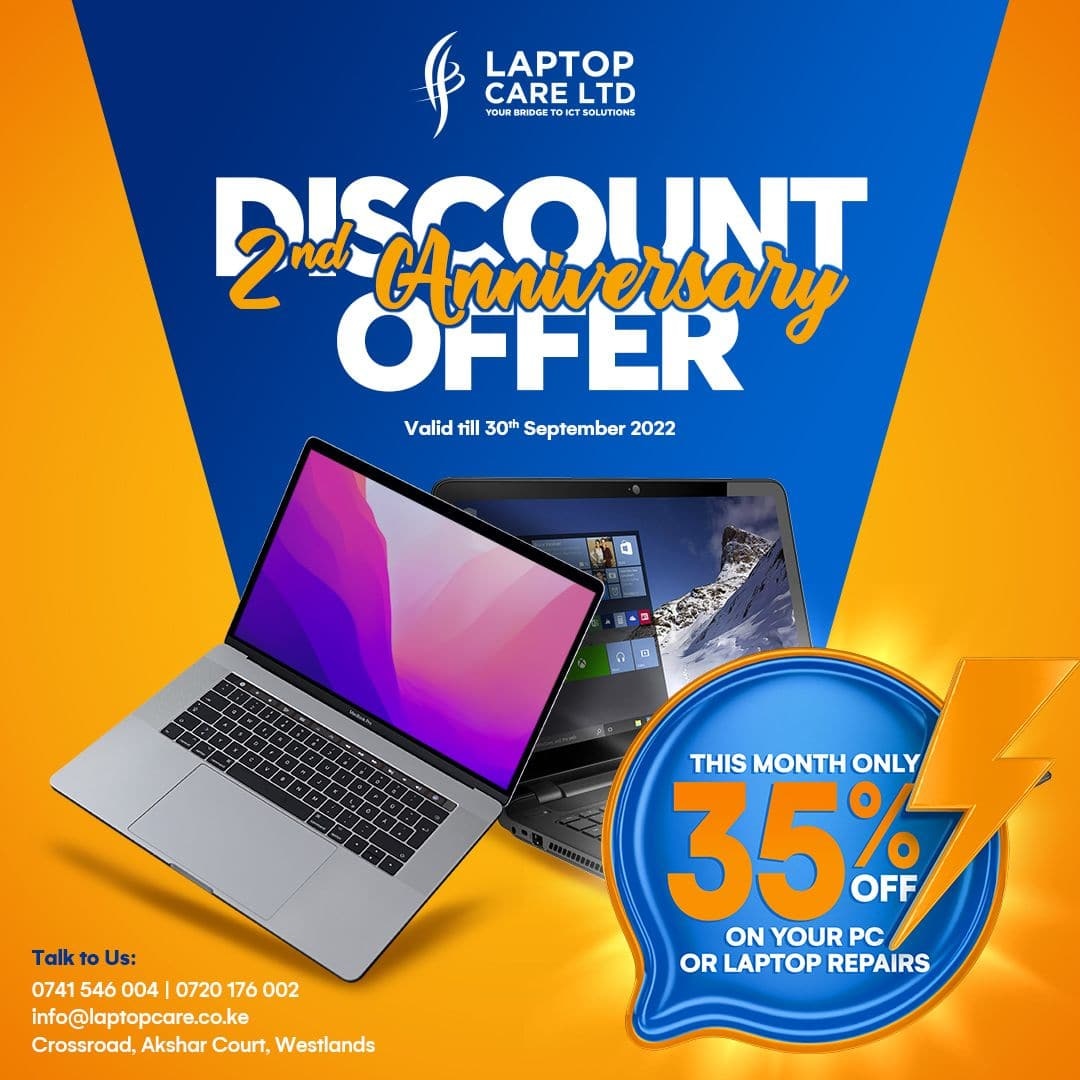 LAPTOP
CARE LTD
YOUR BRIDGE TO ICT SOLUTIONS
DISCOUNT
2nd Anniversary
OFFER
Valid till 30th September 2022
MacBook Pro
THIS MONTH ONLY
35%
OFF
ON YOUR PC
OR LAPTOP REPAIRS
Talk to Us:
0741 546 004 | 0720 176 002
info@laptopcare.co.ke
Crossroad, Akshar Court, Westlands